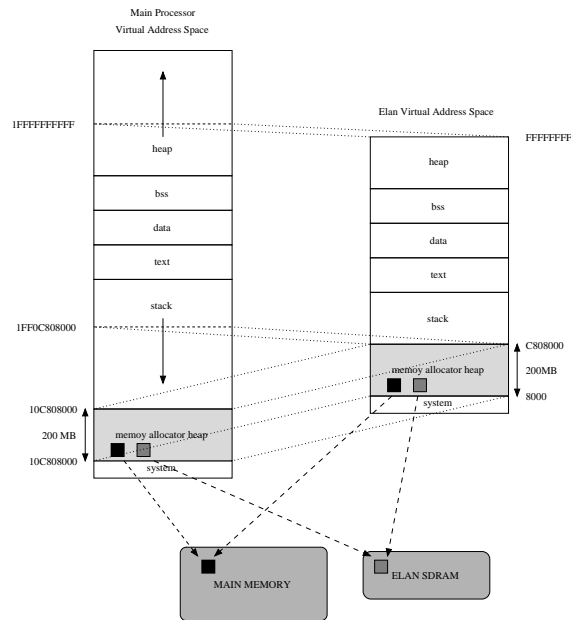 Main Processor
Virtual Address Space
1FFFFFFFFFF
heap
bss
data
text
stack
1FF0C808000
10C808000
200 MB
memoy allocator heap
10C808000
system
Elan Virtual Address Space
FFFFFFFF
heap
bss
data
text
stack
C808000
memoy allocator heap
200MB
8000
system
MAIN MEMORY
ELAN SDRAM